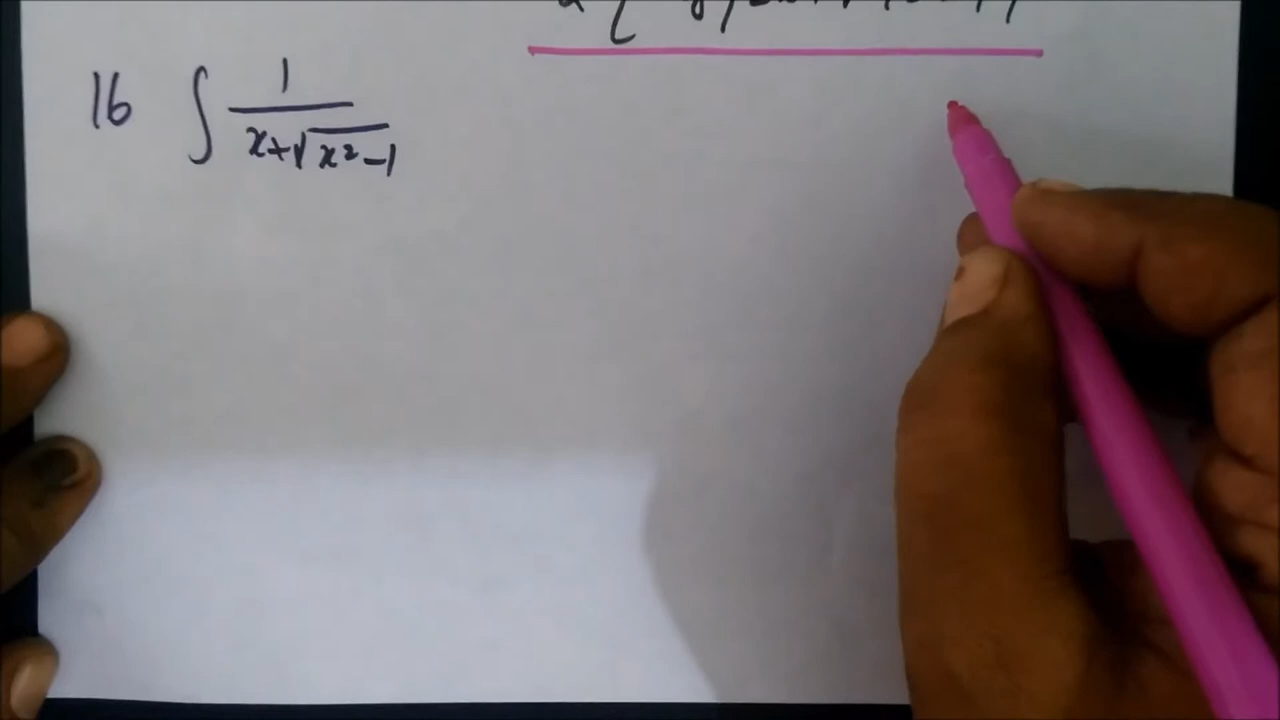 16 ∫ 1/(x+√(x²-1))